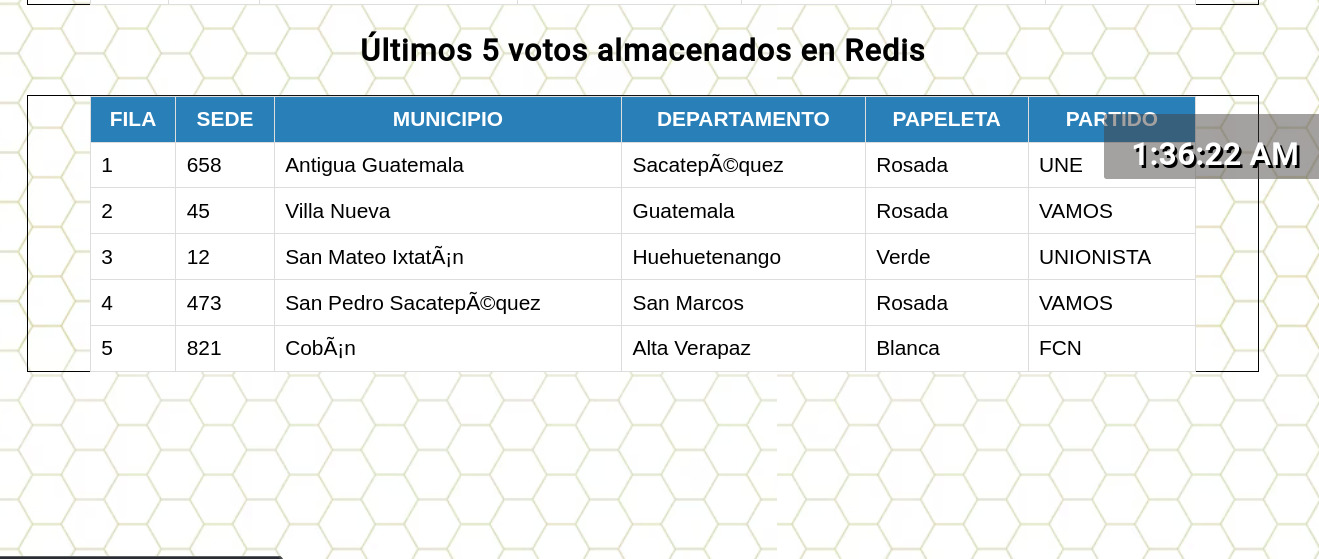 Últimos 5 votos almacenados en Redis
FILA SEDE MUNICIPIO DEPARTAMENTO PAPELETA PARTIDO
1:36:22 AM
1 658 Antigua Guatemala SacatepÃ©quez Rosada UNE
2 45 Villa Nueva Guatemala Rosada VAMOS
3 12 San Mateo IxtatÃ¡n Huehuetenango Verde UNIONISTA
4 473 San Pedro SacatepÃ©quez San Marcos Rosada VAMOS
5 821 CobÃ¡n Alta Verapaz Blanca FCN